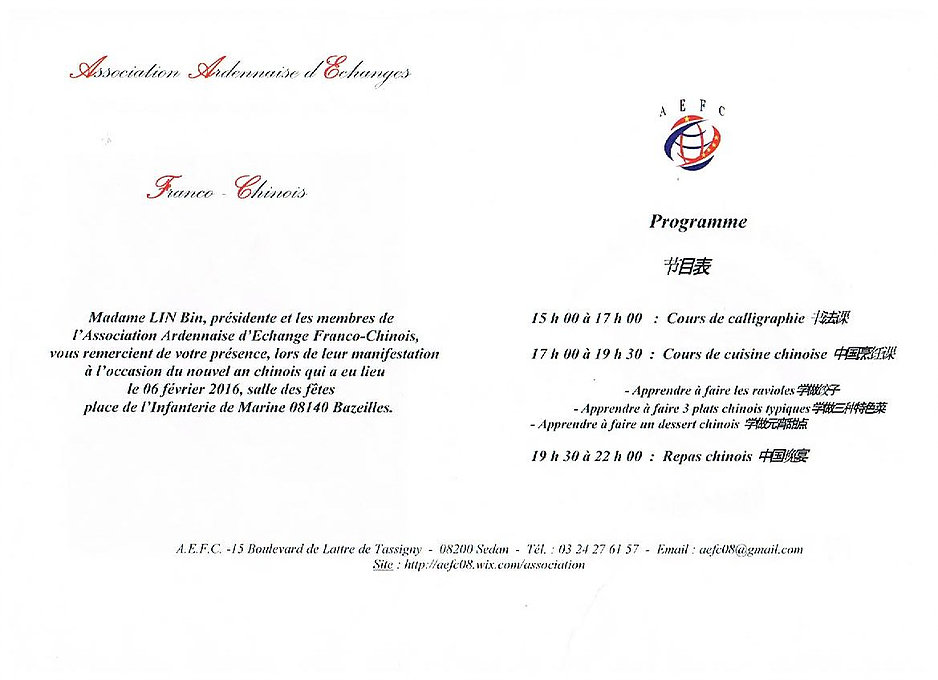 Association Ardennaise d'Echanges
Franco - Chinois
Madame LIN Bin, présidente et les membres de
l'Association Ardennaise d'Echange Franco-Chinois,
vous remercient de votre présence, lors de leur manifestation
à l'occasion du nouvel an chinois qui a eu lieu
le 06 février 2016, salle des fêtes
place de l'Infanterie de Marine 08140 Bazeilles.
A E F C
Programme
节目表
15 h 00 à 17 h 00 : Cours de calligraphie 书法课
17 h 00 à 19 h 30 : Cours de cuisine chinoise 中国烹饪课
- Apprendre à faire les ravioles 学做饺子
- Apprendre à faire 3 plats chinois typiques 学做三种特色菜
- Apprendre à faire un dessert chinois 学做元宵甜点
19 h 30 à 22 h 00 : Repas chinois 中国晚宴
A.E.F.C. -15 Boulevard de Lattre de Tassigny - 08200 Sedan - Tél. : 03 24 27 61 57 - Email : aefc08@gmail.com
Site : http://aefc08.wix.com/association